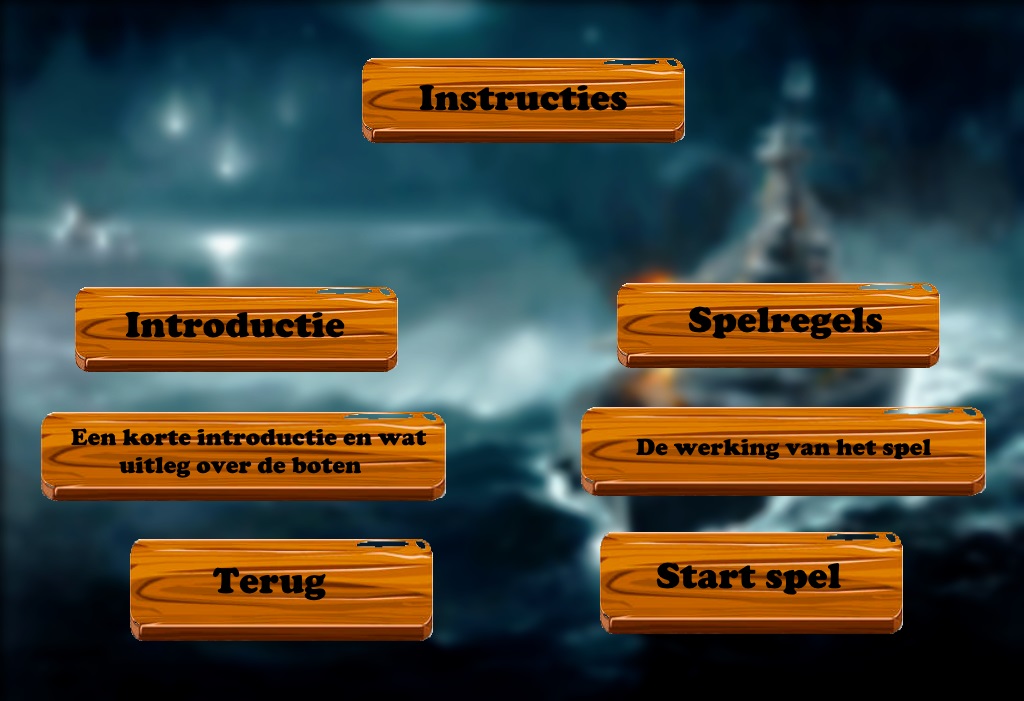 Instructies
Introductie
Spelregels
Een korte introductie en wat
uitleg over de boten
De werking van het spel
Terug
Start spel